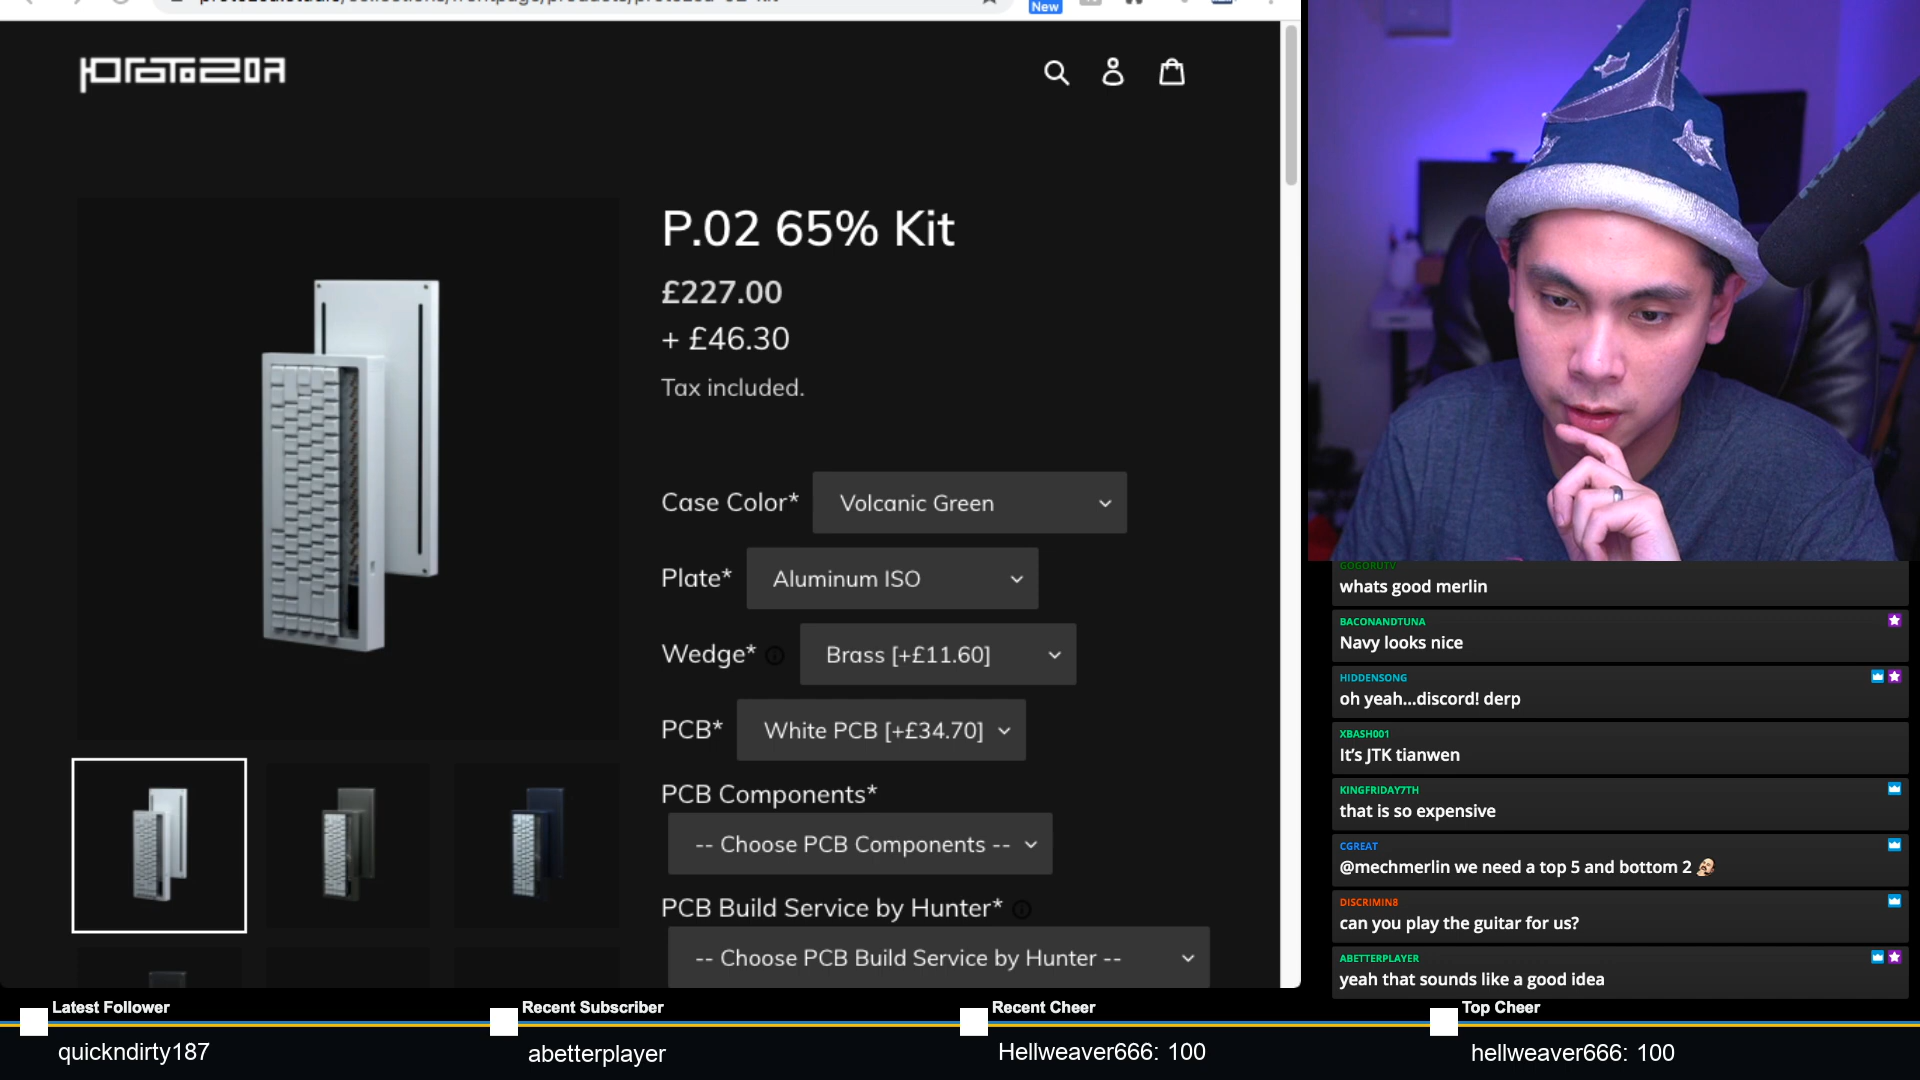 New
ProtoZOA
P.02 65% Kit
£227.00
+ £46.30
Tax included.
Case Color* Volcanic Green
Plate* Aluminum ISO
Wedge* Brass [+£11.60]
PCB* White PCB [+£34.70]
PCB Components*
-- Choose PCB Components --
PCB Build Service by Hunter*
-- Choose PCB Build Service by Hunter --
GOGORUTV
whats good merlin
BACONANDTUNA
Navy looks nice
HIDDENSONG
oh yeah...discord! derp
XBASH001
It's JTK tianwen
KINGFRIDAY7TH
that is so expensive
CGREAT
@mechmerlin we need a top 5 and bottom 2
DISCRIMIN8
can you play the guitar for us?
ABETTERPLAYER
yeah that sounds like a good idea
Latest Follower
quickndirty187
Recent Subscriber
abetterplayer
Recent Cheer
Hellweaver666: 100
Top Cheer
hellweaver666: 100